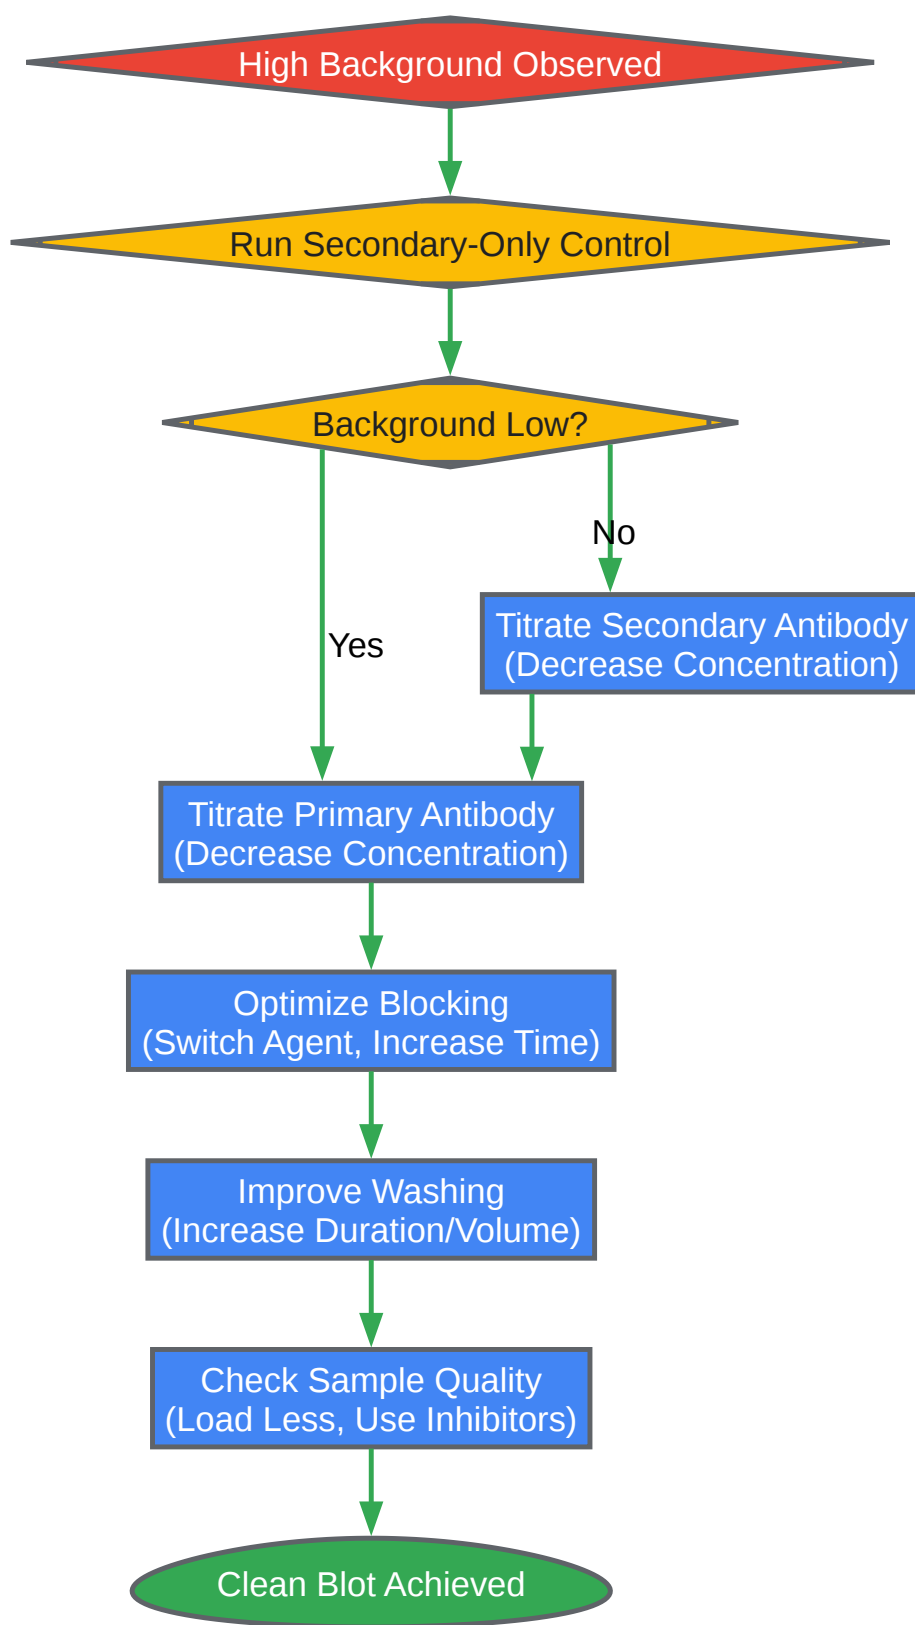 High Background Observed
Run Secondary-Only Control
Background Low?
No
Titrate Secondary Antibody
(Decrease Concentration)
Yes
Titrate Primary Antibody
(Decrease Concentration)
Optimize Blocking
(Switch Agent, Increase Time)
Improve Washing
(Increase Duration/Volume)
Check Sample Quality
(Load Less, Use Inhibitors)
Clean Blot Achieved